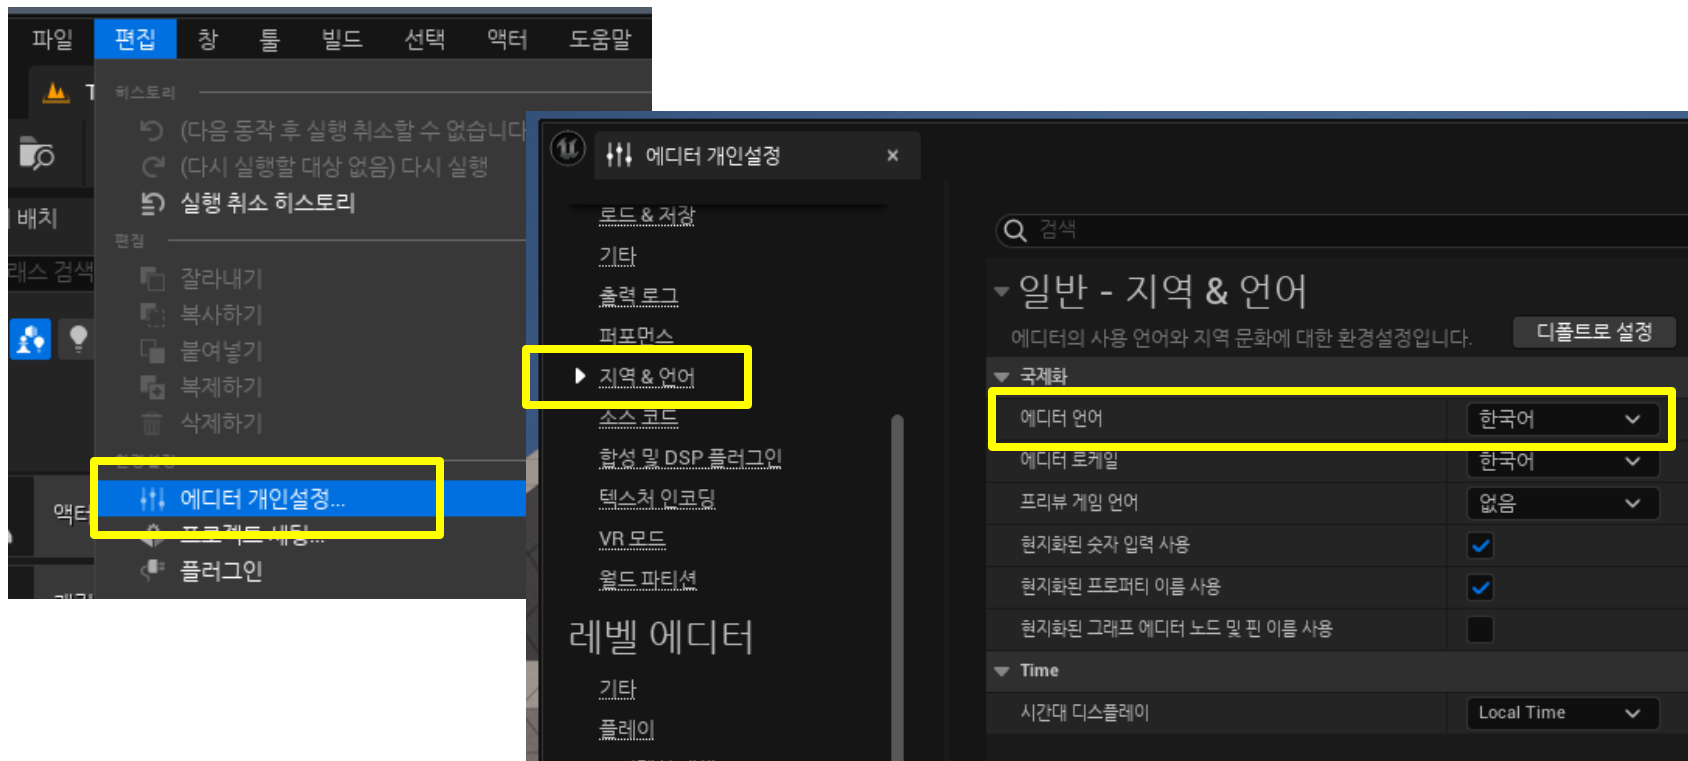 파일 편집 창 툴 빌드 선택 액터 도움말
히스토리
(다음 동작 후 실행 취소할 수 없습니다
(다시 실행할 대상 없음) 다시 실행
실행 취소 히스토리
배치
편집
래스 검색
잘라내기
복사하기
붙여넣기
복제하기
삭제하기
에디터 개인설정...
액터
프로젝트 세팅...
플러그인
에디터 개인설정
로드 & 저장
기타
출력 로그
퍼포먼스
지역 & 언어
소스 코드
합성 및 DSP 플러그인
텍스처 인코딩
VR 모드
월드 파티션
레벨 에디터
기타
플레이
검색
일반 - 지역 & 언어
에디터의 사용 언어와 지역 문화에 대한 환경설정입니다.
디폴트로 설정
국제화
에디터 언어 한국어
에디터 로케일 한국어
프리뷰 게임 언어 없음
현지화된 숫자 입력 사용
현지화된 프로퍼티 이름 사용
현지화된 그래프 에디터 노드 및 핀 이름 사용
Time
시간대 디스플레이 Local Time